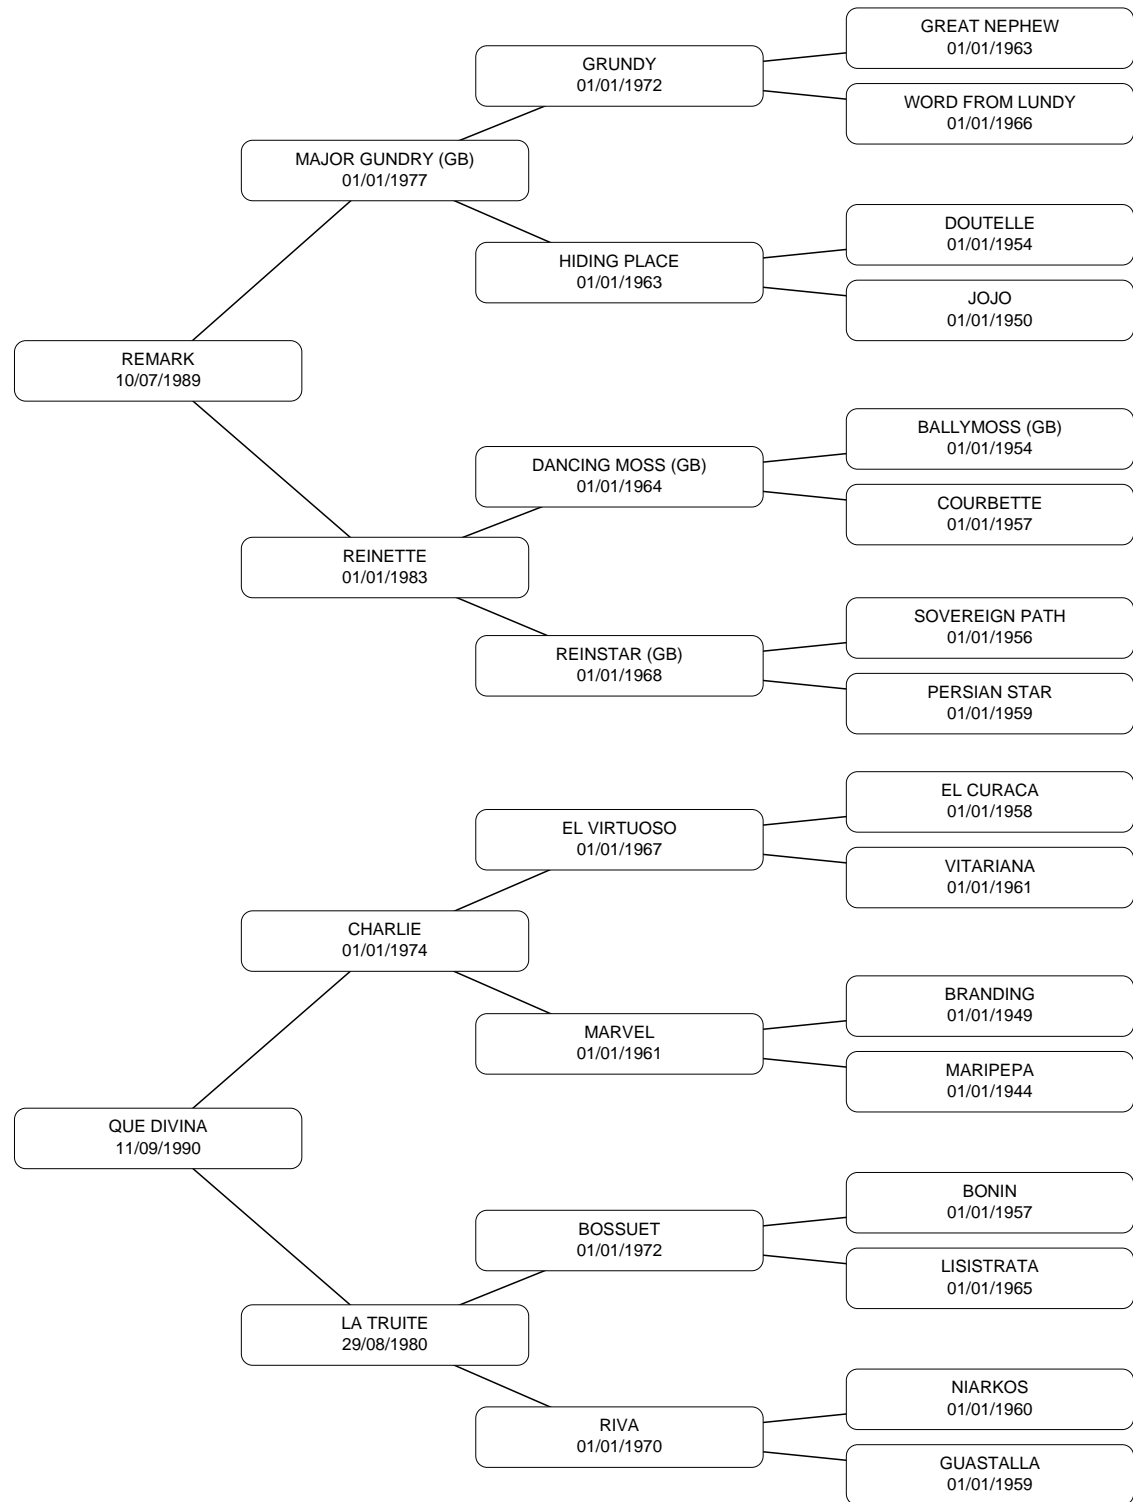 GREAT NEPHEW
01/01/1963
GRUNDY
01/01/1972
WORD FROM LUNDY
01/01/1966
MAJOR GUNDRY (GB)
01/01/1977
DOUTELLE
01/01/1954
HIDING PLACE
01/01/1963
JOJO
01/01/1950
REMARK
10/07/1989
BALLYMOSS (GB)
01/01/1954
DANCING MOSS (GB)
01/01/1964
COURBETTE
01/01/1957
REINETTE
01/01/1983
SOVEREIGN PATH
01/01/1956
REINSTAR (GB)
01/01/1968
PERSIAN STAR
01/01/1959
EL CURACA
01/01/1958
EL VIRTUOSO
01/01/1967
VITARIANA
01/01/1961
CHARLIE
01/01/1974
BRANDING
01/01/1949
MARVEL
01/01/1961
MARIPEPA
01/01/1944
QUE DIVINA
11/09/1990
BONIN
01/01/1957
BOSSUET
01/01/1972
LISISTRATA
01/01/1965
LA TRUITE
29/08/1980
NIARKOS
01/01/1960
RIVA
01/01/1970
GUASTALLA
01/01/1959